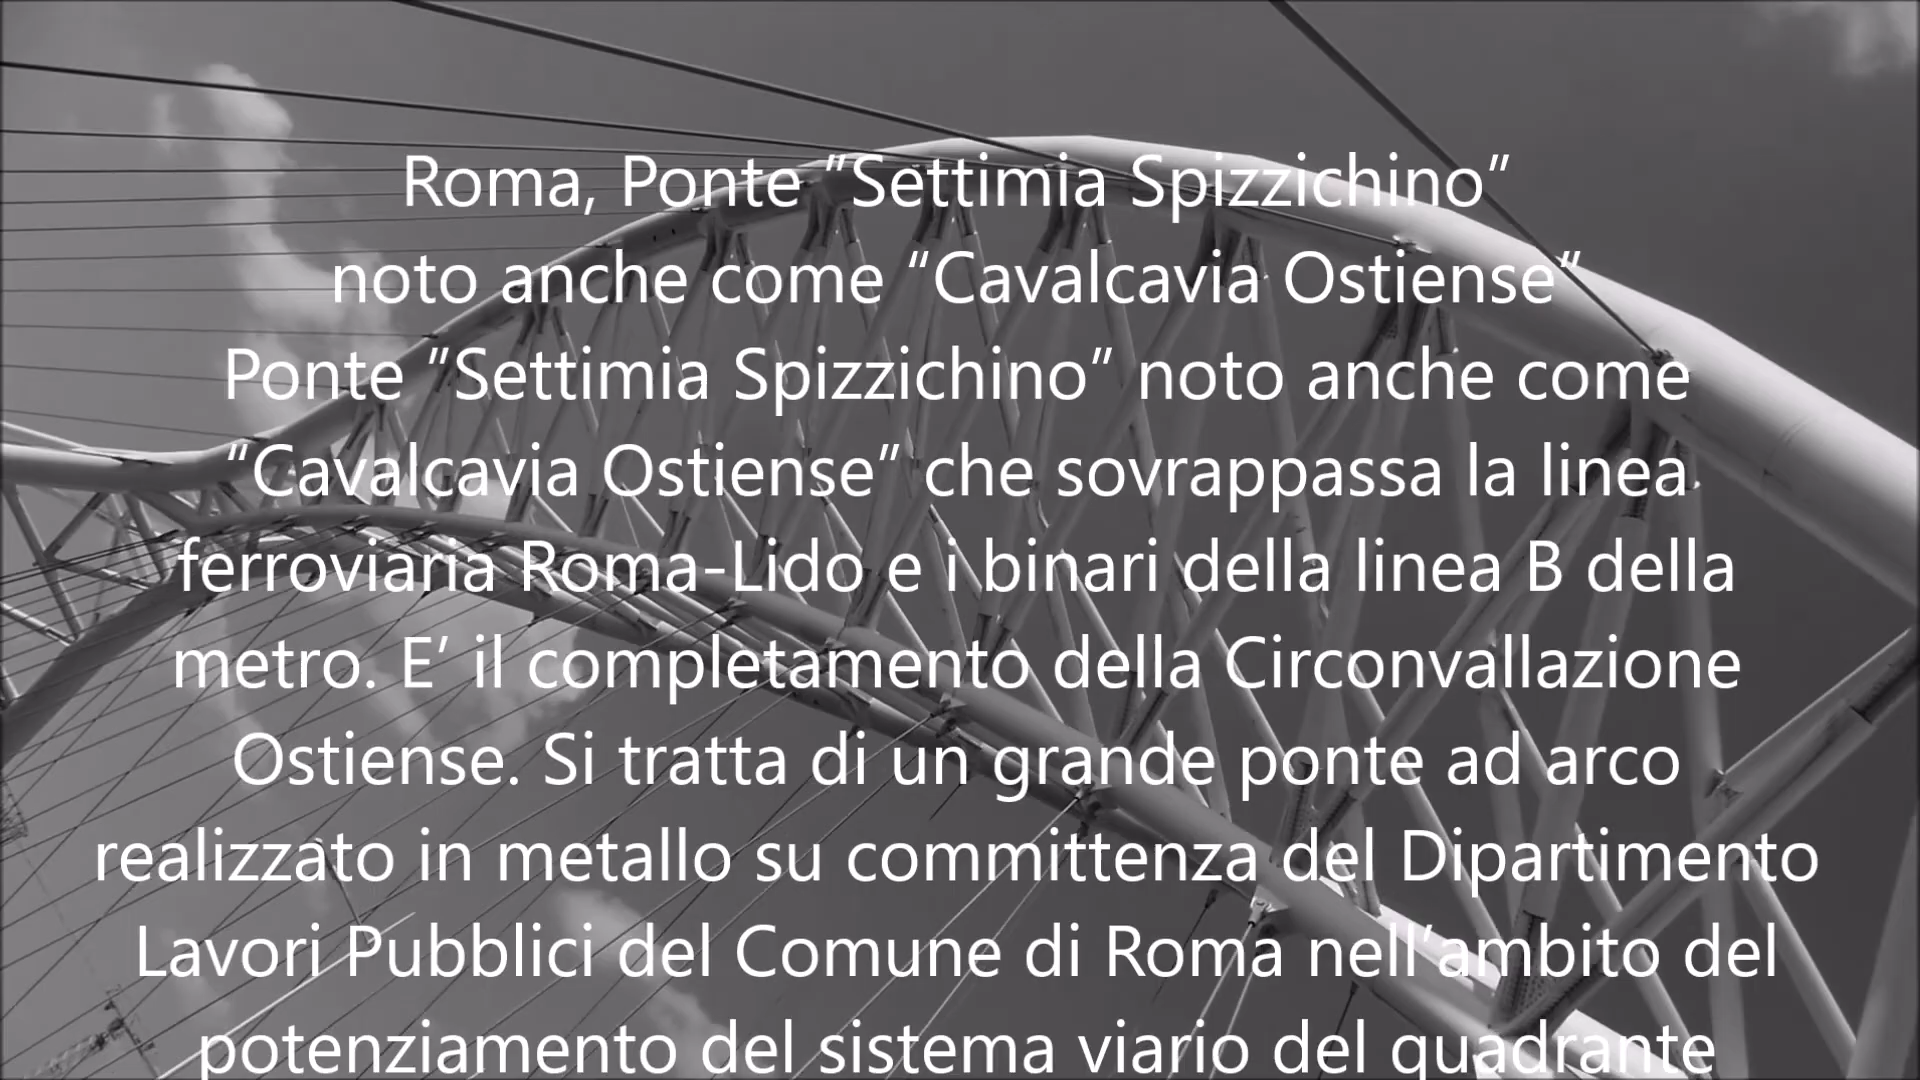 Roma, Ponte ”Settimia Spizzichino”
noto anche come “Cavalcavia Ostiense”
Ponte ”Settimia Spizzichino” noto anche come
“Cavalcavia Ostiense” che sovrappassa la linea
ferroviaria Roma-Lido e i binari della linea B della
metro. E’ il completamento della Circonvallazione
Ostiense. Si tratta di un grande ponte ad arco
realizzato in metallo su committenza del Dipartimento
Lavori Pubblici del Comune di Roma nell’ambito del
potenziamento del sistema viario del quadrante